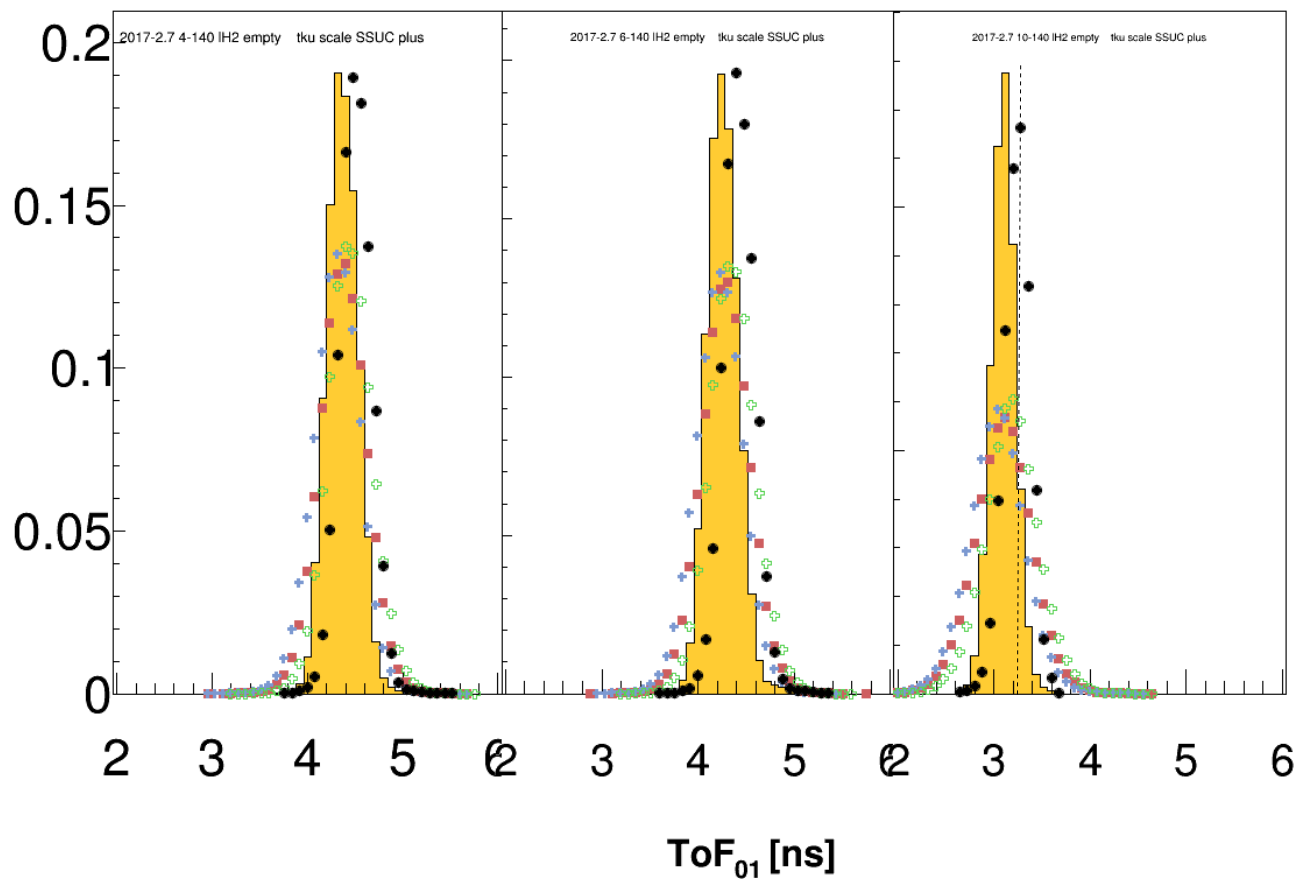 2017-2.7 4-140 lH2 empty tku scale SSUC plus
2017-2.7 6-140 lH2 empty tku scale SSUC plus
2017-2.7 10-140 lH2 empty tku scale SSUC plus
0.2
0.15
0.1
0.05
0
2 3 4 5 6
2 3 4 5 6
2 3 4 5 6
ToF01 [ns]